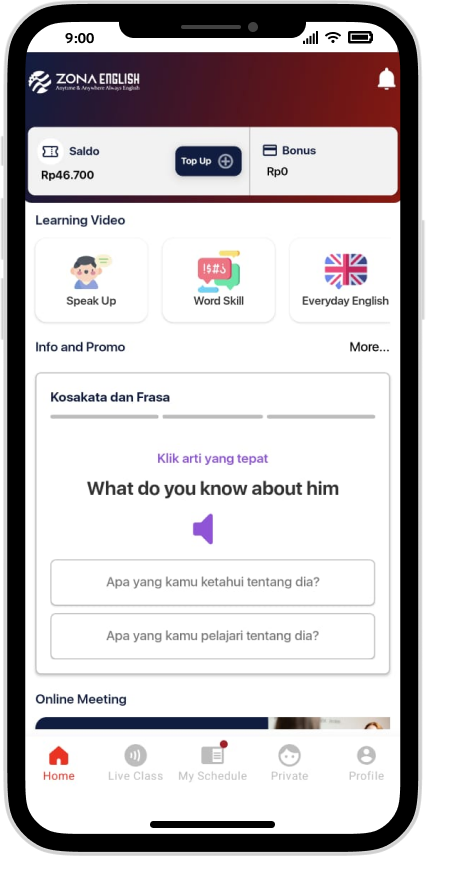 9:00
ZONA ENGLISH
Anytime & Anywhere Always English
Saldo
Top Up
Bonus
Rp46.700
Rp0
Learning Video
!$#៛
Speak Up
Word Skill
Everyday English
Info and Promo
More...
Kosakata dan Frasa
Klik arti yang tepat
What do you know about him
Apa yang kamu ketahui tentang dia?
Apa yang kamu pelajari tentang dia?
Online Meeting
Home
Live Class
My Schedule
Private
Profile